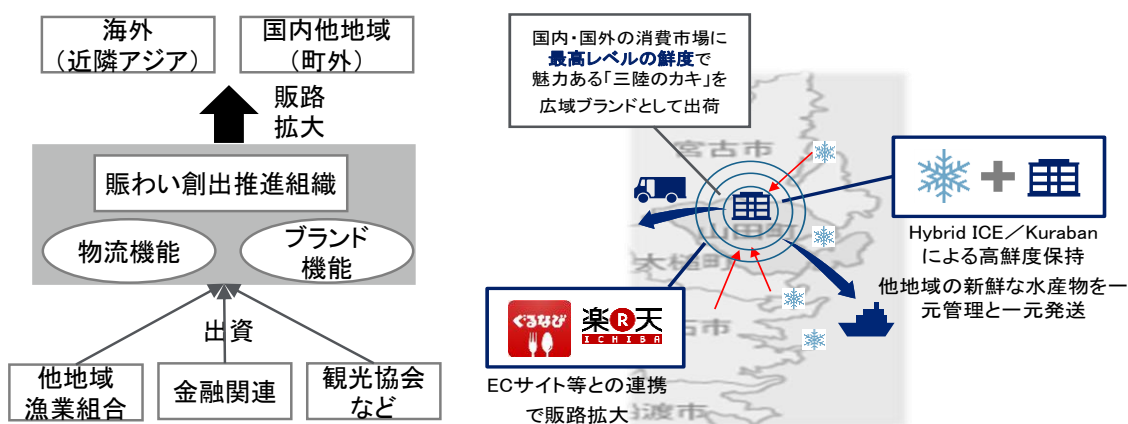 海外
（近隣アジア）
国内他地域
（町外）
販路
拡大
賑わい創出推進組織
物流機能
ブランド
機能
出資
他地域
漁業組合
金融関連
観光協会
など
国内・国外の消費市場に
最高レベルの鮮度で
魅力ある「三陸のカキ」を
広域ブランドとして出荷
宮古市
山田町
大槌町
石市
渡市
Hybrid ICE／Kuraban
による高鮮度保持
他地域の新鮮な水産物を一
元管理と一元発送
ぐるなび
楽R天
ICHIBA
ECサイト等との連携
で販路拡大